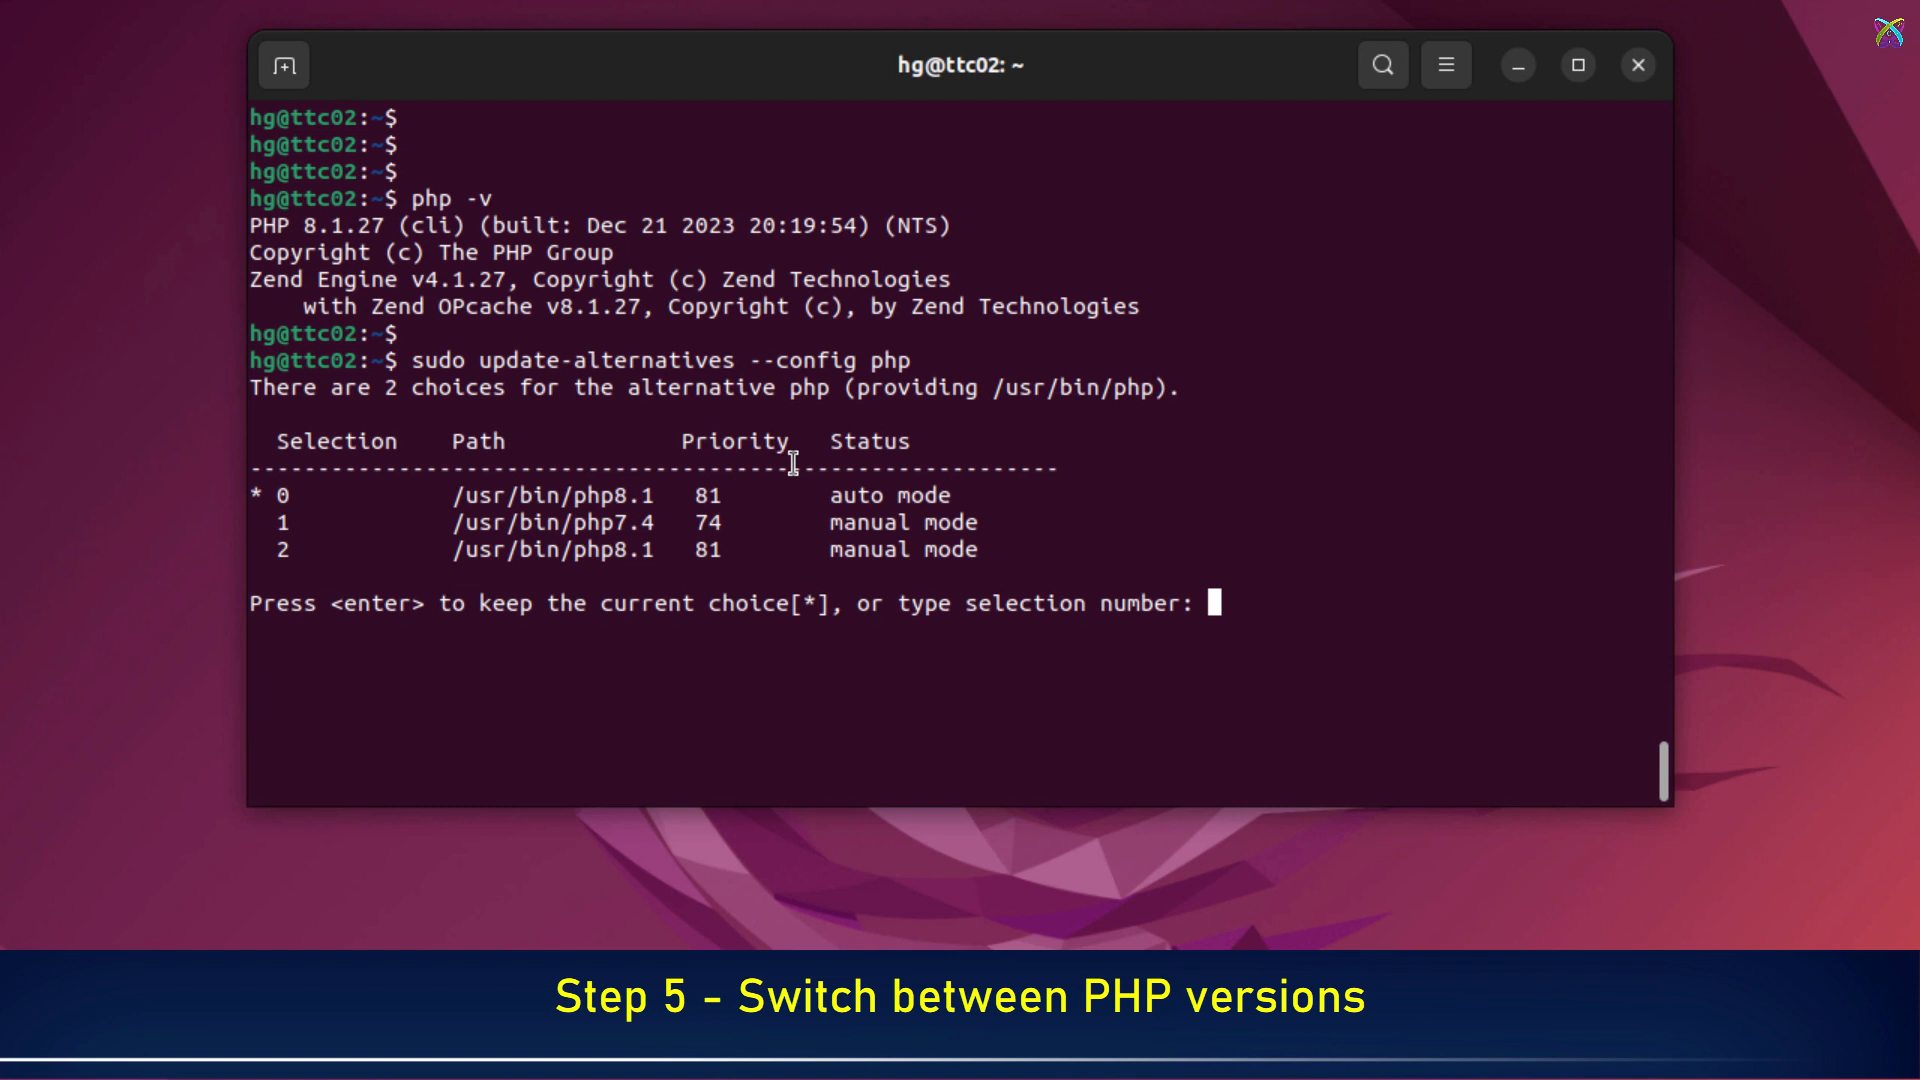 hg@ttc02: ~
hg@ttc02:~$
hg@ttc02:~$
hg@ttc02:~$
hg@ttc02:~$ php -v
PHP 8.1.27 (cli) (built: Dec 21 2023 20:19:54) (NTS)
Copyright (c) The PHP Group
Zend Engine v4.1.27, Copyright (c) Zend Technologies
    with Zend OPcache v8.1.27, Copyright (c), by Zend Technologies
hg@ttc02:~$
hg@ttc02:~$ sudo update-alternatives --config php
There are 2 choices for the alternative php (providing /usr/bin/php).
  Selection    Path             Priority   Status
------------------------------------------------------------
* 0            /usr/bin/php8.1   81        auto mode
  1            /usr/bin/php7.4   74        manual mode
  2            /usr/bin/php8.1   81        manual mode
Press <enter> to keep the current choice[*], or type selection number:
Step 5 - Switch between PHP versions